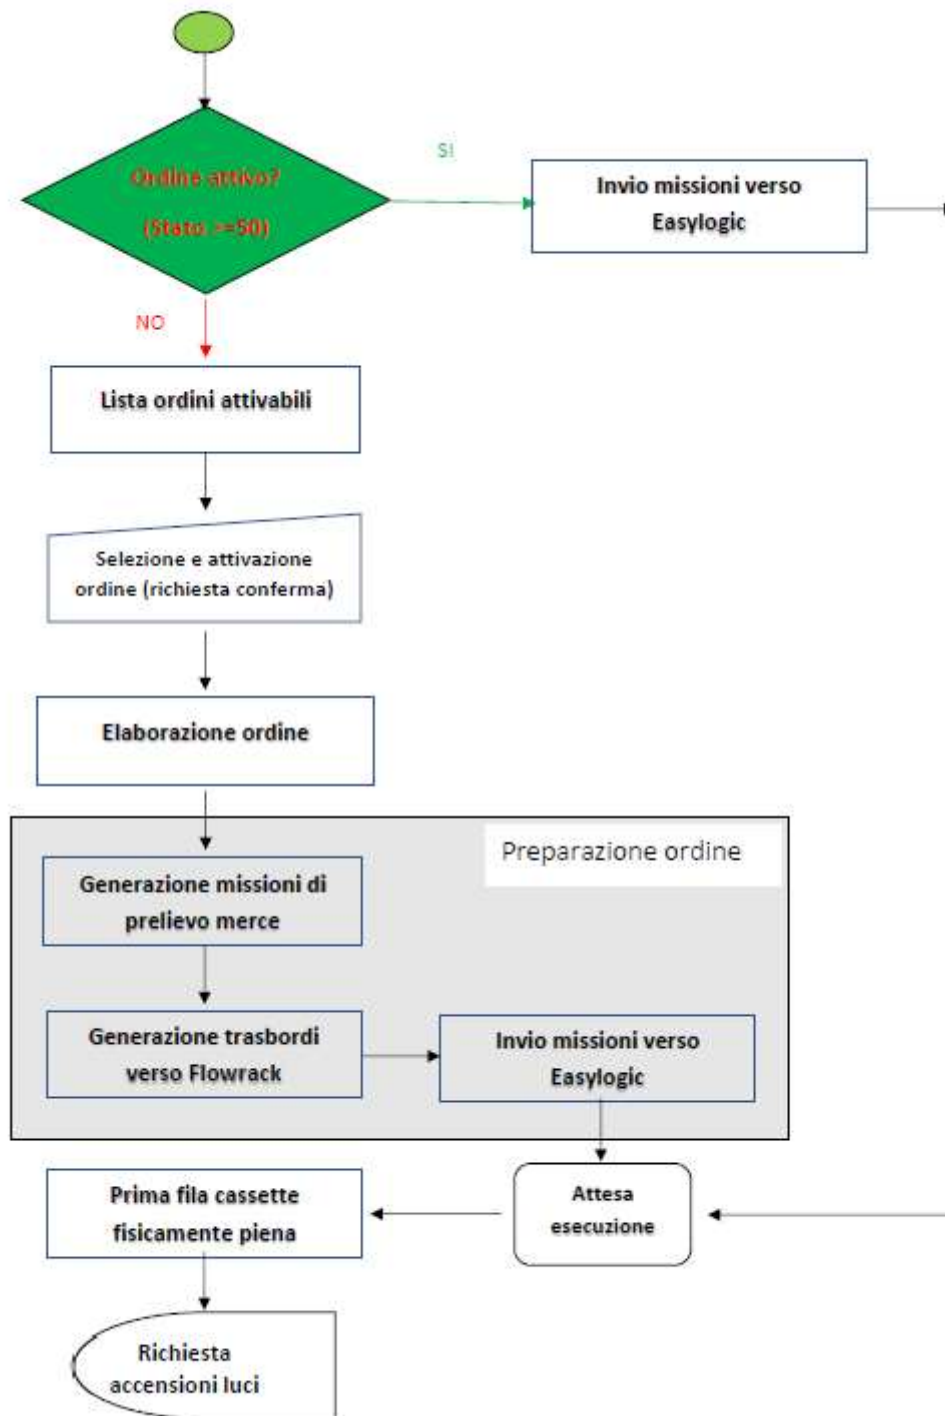 Ordine attivo?
(Stato >=50)
SI
Invio missioni verso
Easylogic
NO
Lista ordini attivabili
Selezione e attivazione
ordine (richiesta conferma)
Elaborazione ordine
Preparazione ordine
Generazione missioni di
prelievo merce
Generazione trasbordi
verso Flowrack
Invio missioni verso
Easylogic
Prima fila cassette
fisicamente piena
Attesa
esecuzione
Richiesta
accensioni luci